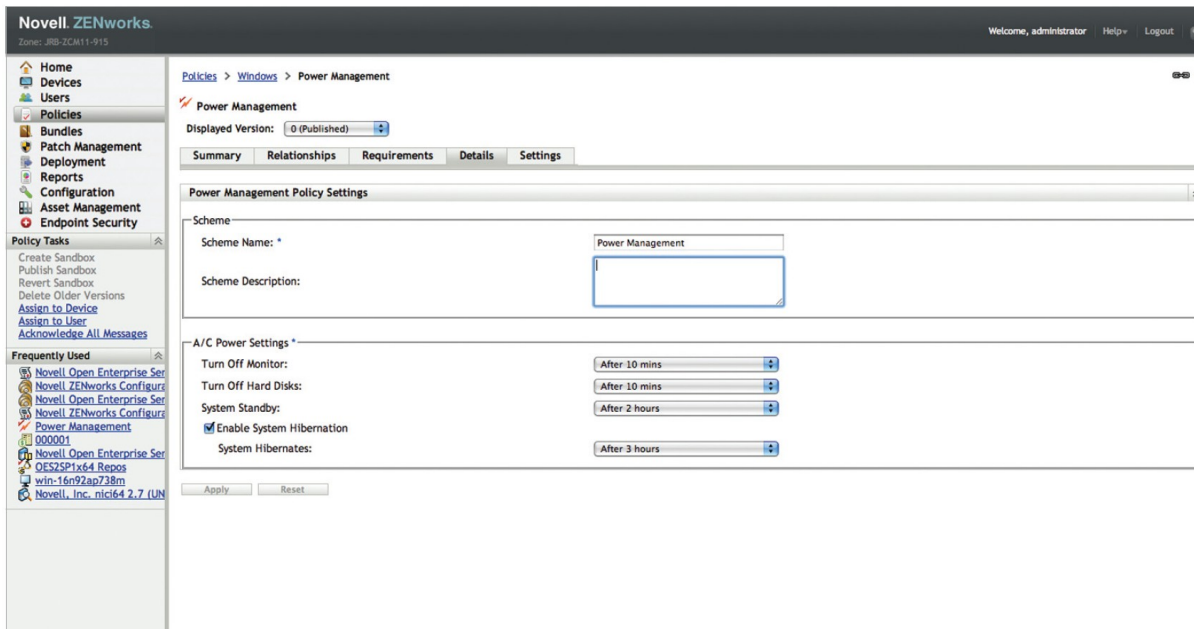 Novell. ZENworks.
Zone: JRB-ZCM11-915
Welcome, administrator Help Logout
Home
Devices
Users
Policies
Bundles
Patch Management
Deployment
Reports
Configuration
Asset Management
Endpoint Security
Policy Tasks
Create Sandbox
Publish Sandbox
Revert Sandbox
Delete Older Versions
Assign to Device
Assign to User
Acknowledge All Messages
Frequently Used
Novell Open Enterprise Ser
Novell ZENworks Configura
Novell Open Enterprise Ser
Novell ZENworks Configura
Power Management
000001
Novell Open Enterprise Ser
OES2SP1x64 Repos
win-16n92ap738m
Novell, Inc. nici64 2.7 (UN
Policies > Windows > Power Management
Power Management
Displayed Version: 0 (Published)
Summary Relationships Requirements Details Settings
Power Management Policy Settings
Scheme
Scheme Name: * Power Management
Scheme Description:
A/C Power Settings *
Turn Off Monitor: After 10 mins
Turn Off Hard Disks: After 10 mins
System Standby: After 2 hours
Enable System Hibernation
System Hibernates: After 3 hours
Apply Reset